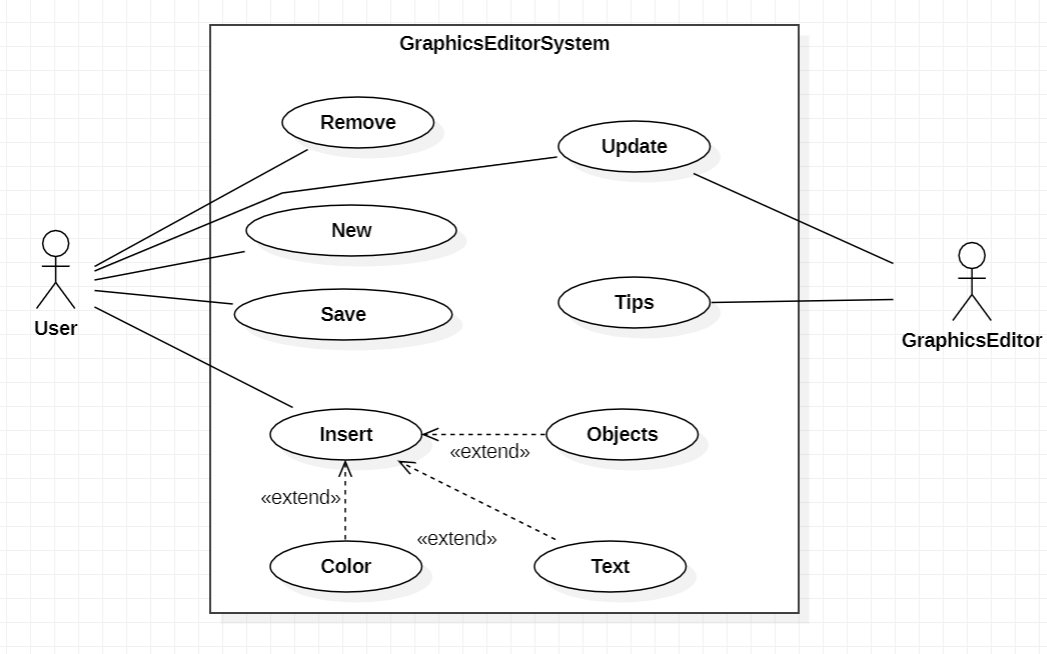 GraphicsEditorSystem
Remove
Update
New
Save
Tips
User
GraphicsEditor
Insert
Objects
«extend»
«extend»
«extend»
Color
Text